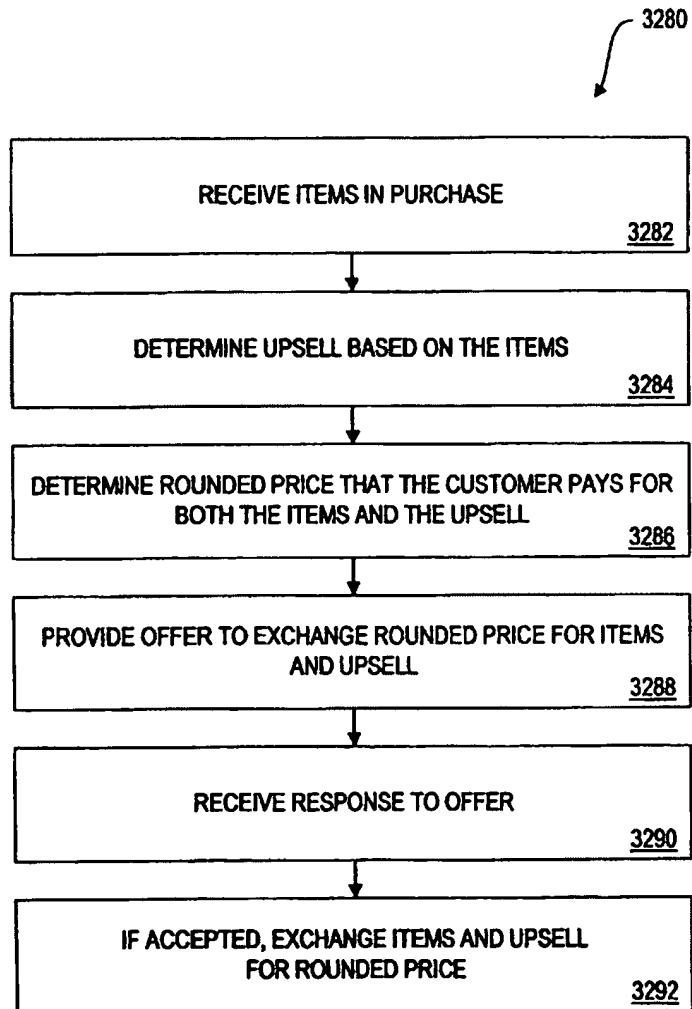 3280
RECEIVE ITEMS IN PURCHASE
3282
DETERMINE UPSELL BASED ON THE ITEMS
3284
DETERMINE ROUNDED PRICE THAT THE CUSTOMER PAYS FOR
BOTH THE ITEMS AND THE UPSELL
3286
PROVIDE OFFER TO EXCHANGE ROUNDED PRICE FOR ITEMS
AND UPSELL
3288
RECEIVE RESPONSE TO OFFER
3290
IF ACCEPTED, EXCHANGE ITEMS AND UPSELL
FOR ROUNDED PRICE
3292